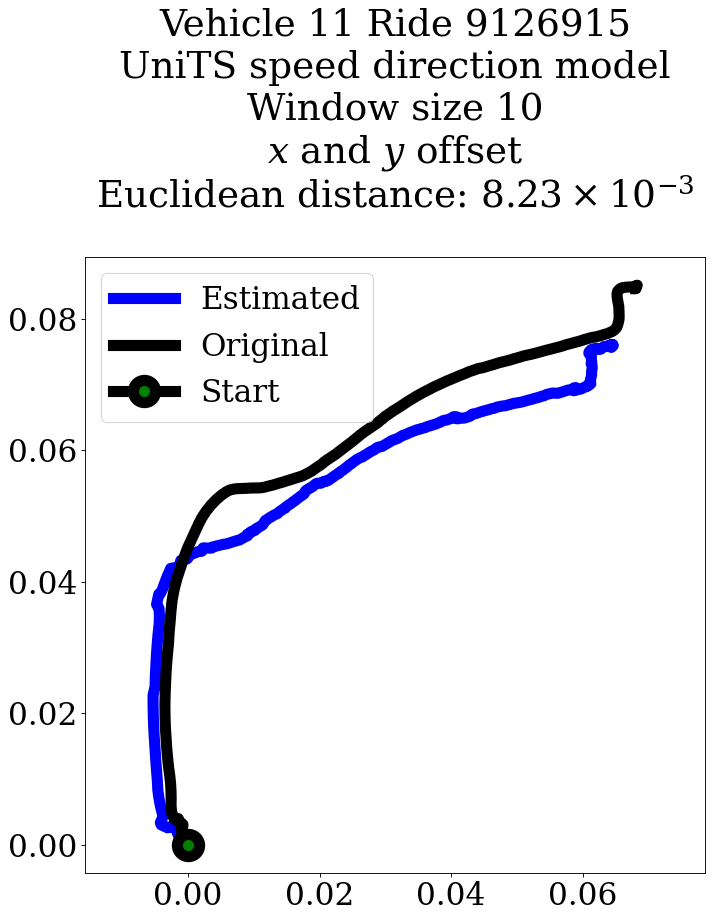 Vehicle 11 Ride 9126915
UniTS speed direction model
Window size 10
x and y offset
Euclidean distance: 8.23 × 10⁻³
Estimated
Original
Start
0.08
0.06
0.04
0.02
0.00
0.00 0.02 0.04 0.06